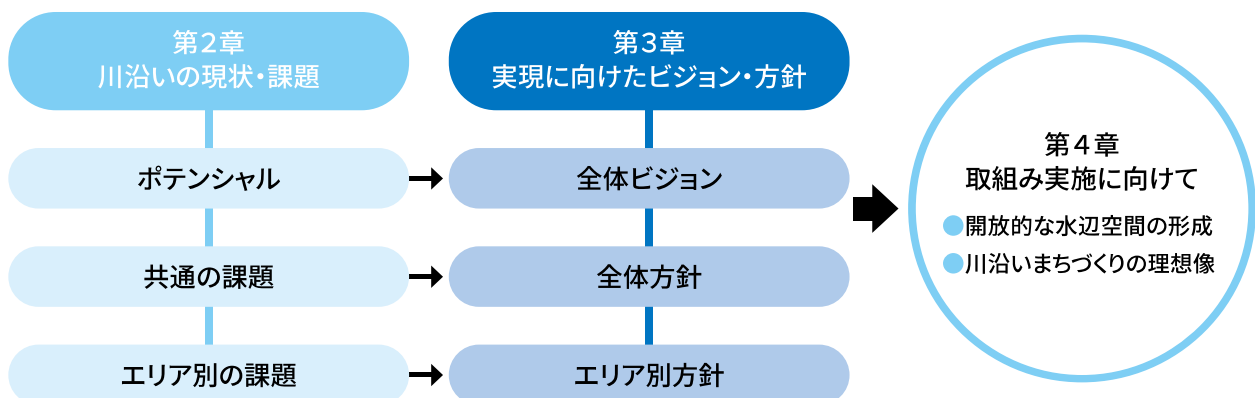 第2章
川沿いの現状・課題
ポテンシャル
共通の課題
エリア別の課題
第3章
実現に向けたビジョン・方針
全体ビジョン
全体方針
エリア別方針
第4章
取組み実施に向けて
●開放的な水辺空間の形成
●川沿いまちづくりの理想像